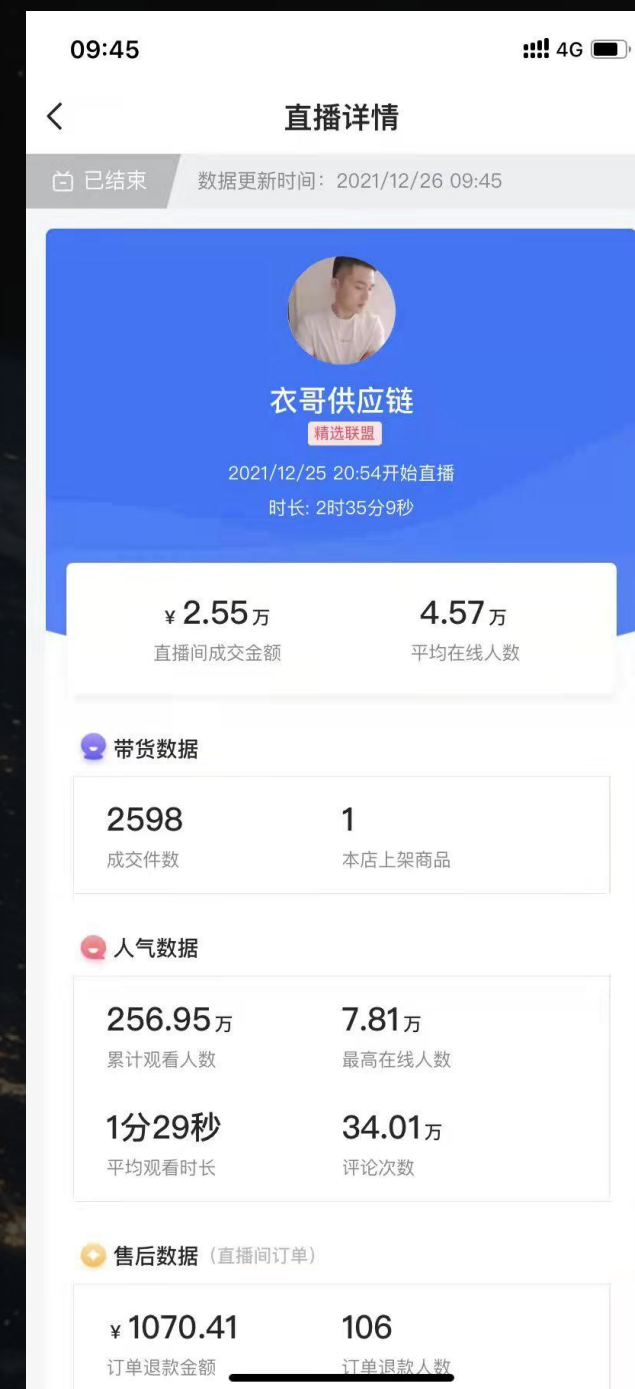 09:45
4G
直播详情
已结束 数据更新时间：2021/12/26 09:45
衣哥供应链
精选联盟
2021/12/25 20:54开始直播
时长: 2时35分9秒
¥ 2.55万 4.57万
直播间成交金额 平均在线人数
带货数据
2598 1
成交件数 本店上架商品
人气数据
256.95万 7.81万
累计观看人数 最高在线人数
1分29秒 34.01万
平均观看时长 评论次数
售后数据（直播间订单）
¥ 1070.41 106
订单退款金额 订单退款人数